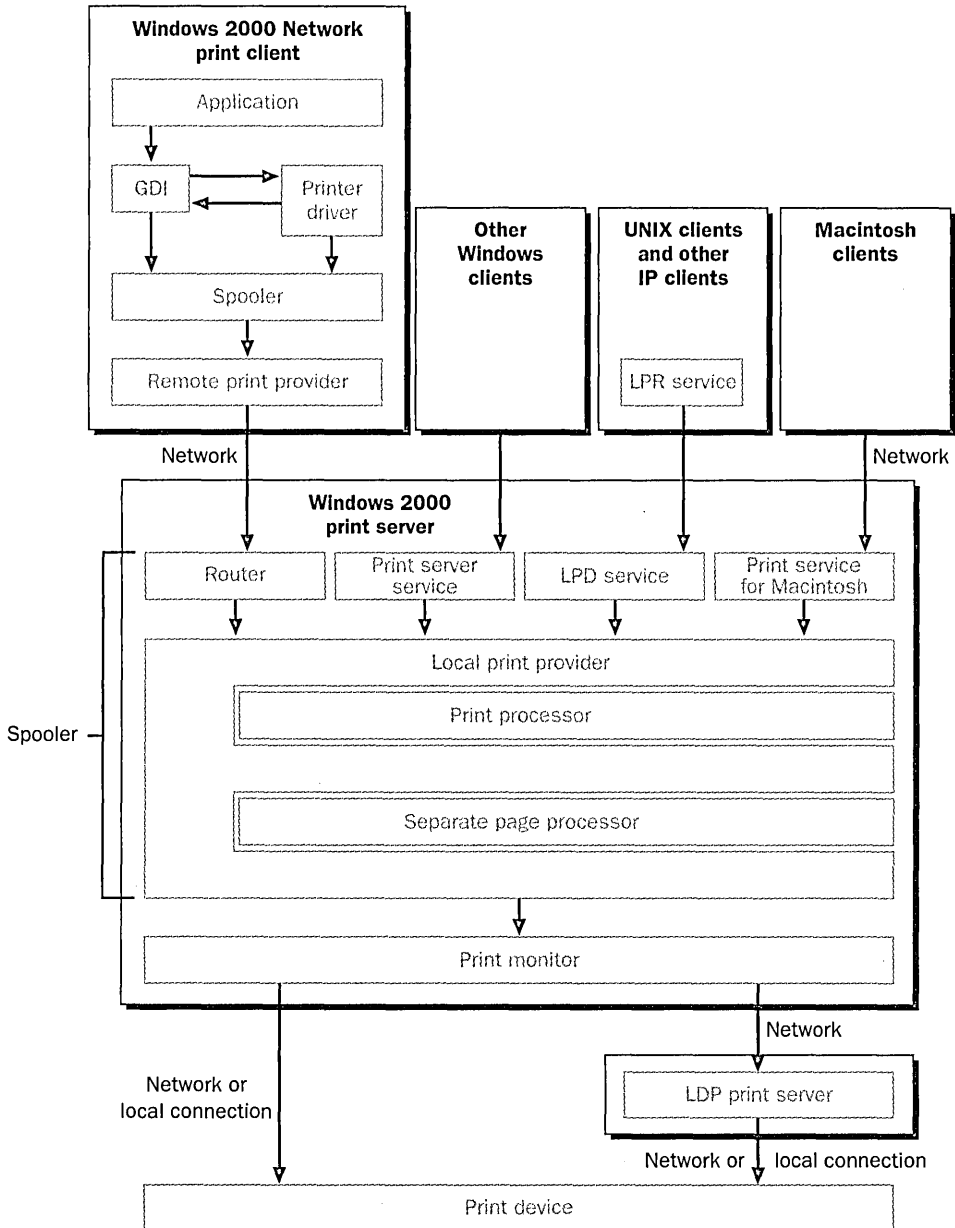 Windows 2000 Network
print client
Application
GDI
Printer
driver
Spooler
Remote print provider
Other
Windows
clients
UNIX clients
and other
IP clients
LPR service
Macintosh
clients
Network
Network
Windows 2000
print server
Router
Print server
service
LPD service
Print service
for Macintosh
Local print provider
Print processor
Separate page processor
Spooler
Print monitor
Network
Network or
local connection
LDP print server
Network or local connection
Print device